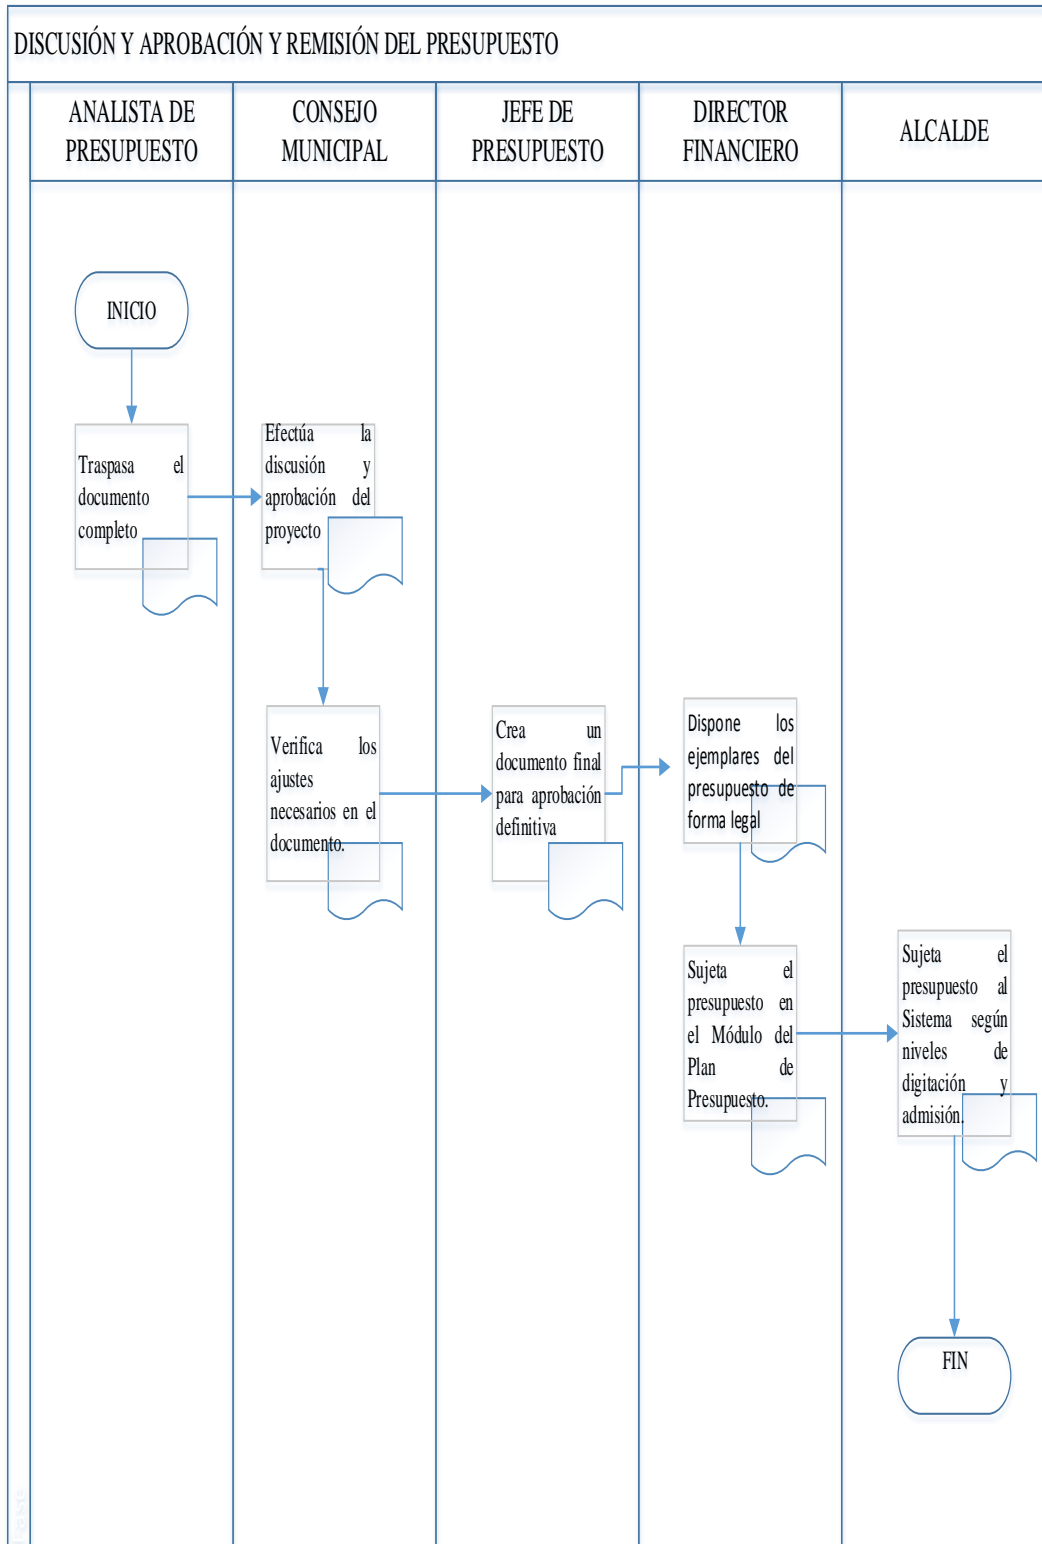 DISCUSIÓN Y APROBACIÓN Y REMISIÓN DEL PRESUPUESTO
ANALISTA DE
PRESUPUESTO
CONSEJO
MUNICIPAL
JEFE DE
PRESUPUESTO
DIRECTOR
FINANCIERO
ALCALDE
INICIO
Traspasa el
documento
completo
Efectúa la
discusión y
aprobación del
proyecto
Verifica los
ajustes
necesarios en el
documento.
Crea un
documento final
para aprobación
definitiva
Dispone los
ejemplares del
presupuesto de
forma legal
Sujeta el
presupuesto en
el Módulo del
Plan de
Presupuesto.
Sujeta el
presupuesto al
Sistema según
niveles de
digitación y
admisión.
FIN